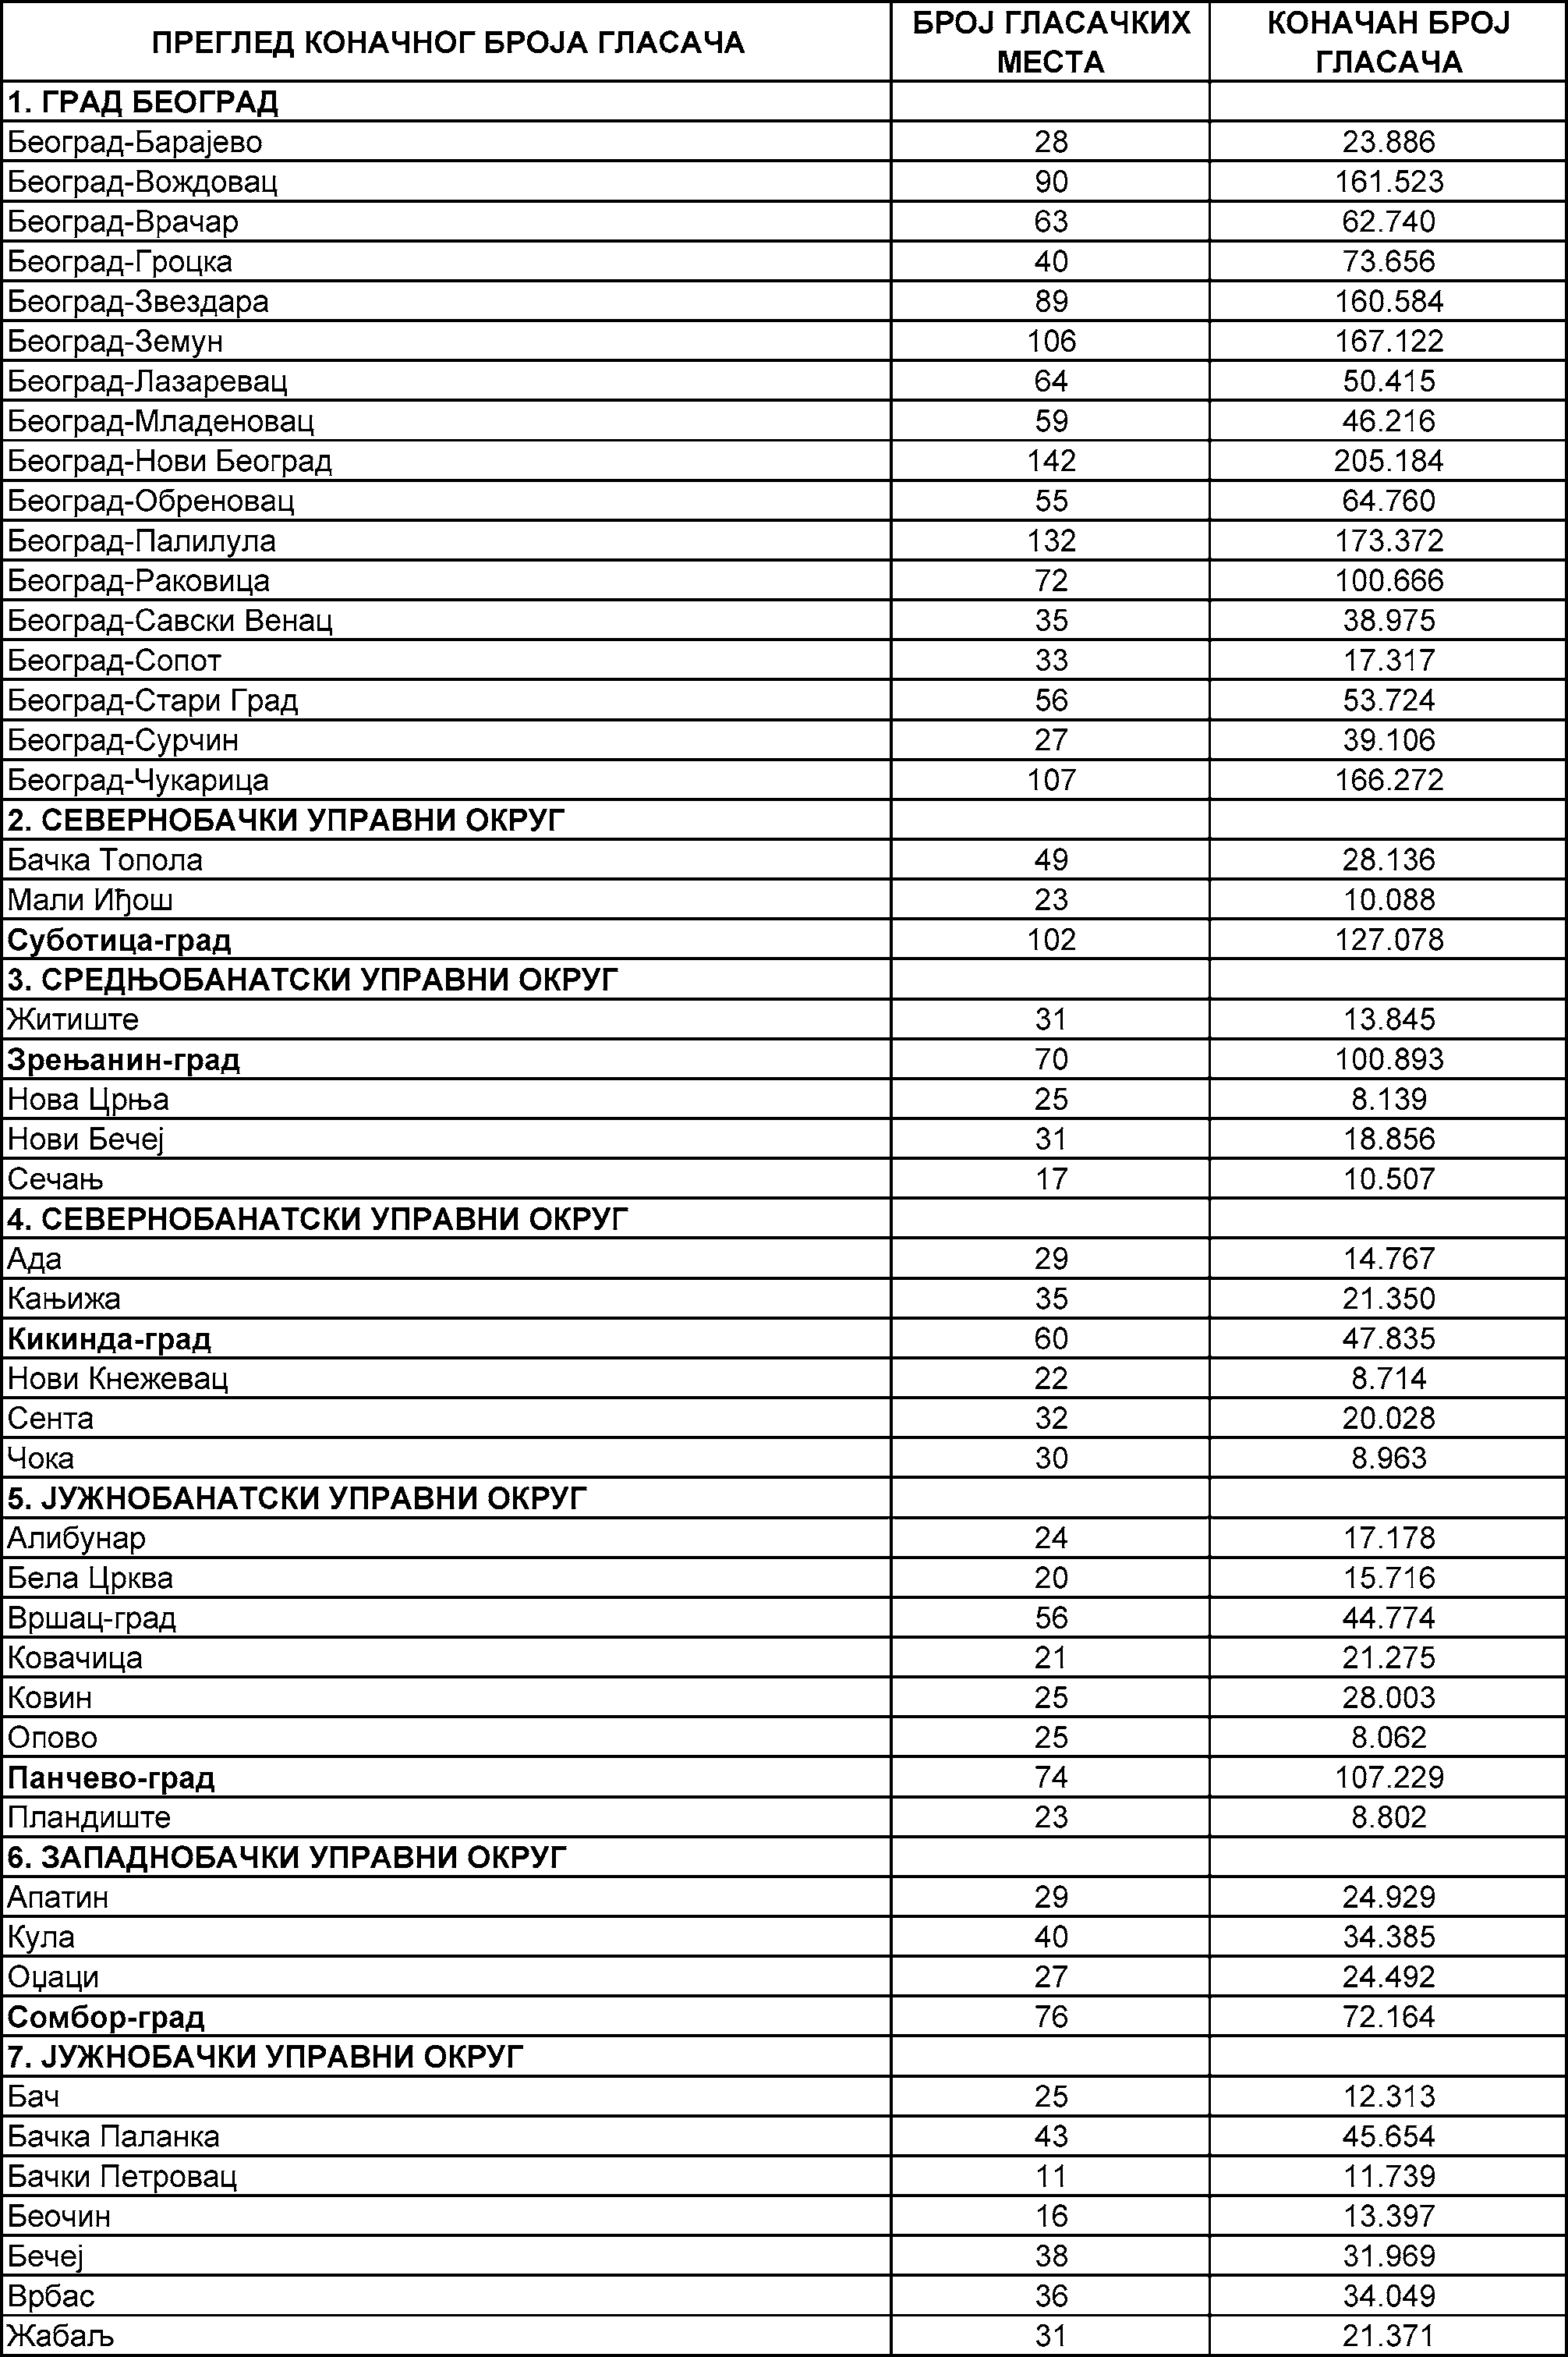 ПРЕГЛЕД КОНАЧНОГ БРОЈА ГЛАСАЧА БРОЈ ГЛАСАЧКИХ МЕСТА КОНАЧАН БРОЈ ГЛАСАЧА
1. ГРАД БЕОГРАД
Београд-Барајево 28 23.886
Београд-Вождовац 90 161.523
Београд-Врачар 63 62.740
Београд-Гроцка 40 73.656
Београд-Звездара 89 160.584
Београд-Земун 106 167.122
Београд-Лазаревац 64 50.415
Београд-Младеновац 59 46.216
Београд-Нови Београд 142 205.184
Београд-Обреновац 55 64.760
Београд-Палилула 132 173.372
Београд-Раковица 72 100.666
Београд-Савски Венац 35 38.975
Београд-Сопот 33 17.317
Београд-Стари Град 56 53.724
Београд-Сурчин 27 39.106
Београд-Чукарица 107 166.272
2. СЕВЕРНОБАЧКИ УПРАВНИ ОКРУГ
Бачка Топола 49 28.136
Мали Иђош 23 10.088
Суботица-град 102 127.078
3. СРЕДЊОБАНАТСКИ УПРАВНИ ОКРУГ
Житиште 31 13.845
Зрењанин-град 70 100.893
Нова Црња 25 8.139
Нови Бечеј 31 18.856
Сечањ 17 10.507
4. СЕВЕРНОБАНАТСКИ УПРАВНИ ОКРУГ
Ада 29 14.767
Кањижа 35 21.350
Кикинда-град 60 47.835
Нови Кнежевац 22 8.714
Сента 32 20.028
Чока 30 8.963
5. ЈУЖНОБАНАТСКИ УПРАВНИ ОКРУГ
Алибунар 24 17.178
Бела Црква 20 15.716
Вршац-град 56 44.774
Ковачица 21 21.275
Ковин 25 28.003
Опово 25 8.062
Панчево-град 74 107.229
Пландиште 23 8.802
6. ЗАПАДНОБАЧКИ УПРАВНИ ОКРУГ
Апатин 29 24.929
Кула 40 34.385
Оџаци 27 24.492
Сомбор-град 76 72.164
7. ЈУЖНОБАЧКИ УПРАВНИ ОКРУГ
Бач 25 12.313
Бачка Паланка 43 45.654
Бачки Петровац 11 11.739
Беочин 16 13.397
Бечеј 38 31.969
Врбас 36 34.049
Жабаљ 31 21.371